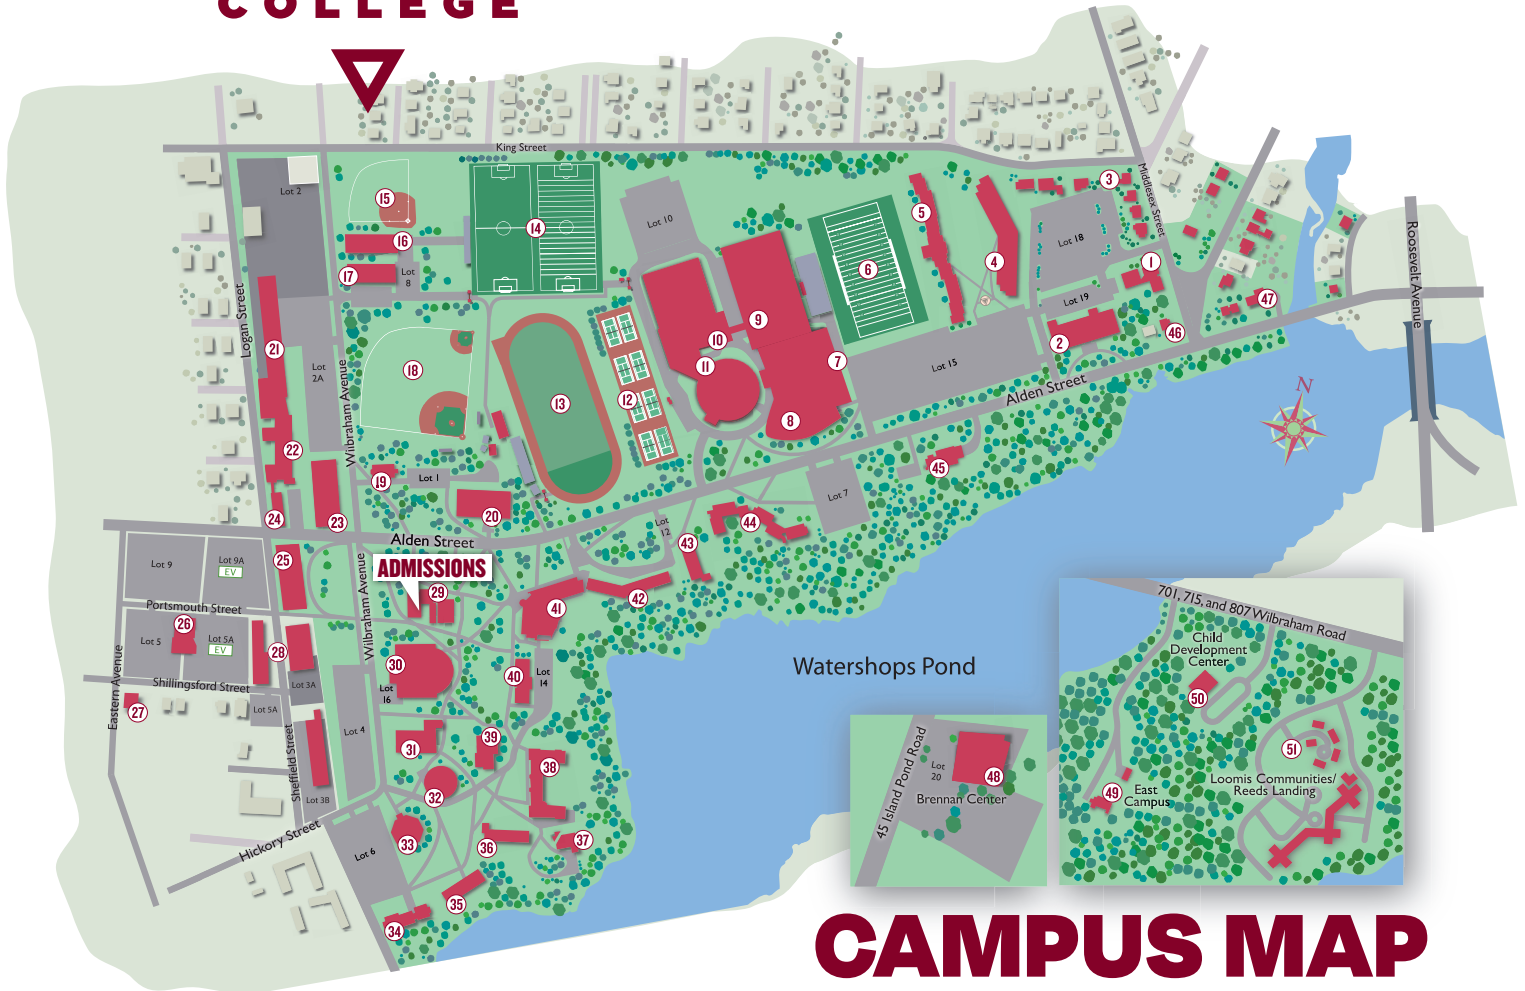 COLLEGE
King Street
Lot 2
15
16
17
Lot
8
14
Lot 10
6
5
4
3
Middlesex Street
Lot 18
1
Lot 19
2
46
47
Roosevelt Avenue
Logan Street
21
Lot
2A
Wilbraham Avenue
18
13
12
10
9
11
7
8
Lot 15
Alden Street
N
22
19
Lot 1
20
24
23
45
Lot 7
Lot
12
44
43
Alden Street
ADMISSIONS
25
Lot 9
Lot 9A
EV
Portsmouth Street
26
Lot 5
Lot 5A
EV
28
Wilbraham Avenue
29
41
42
30
Lot
16
40
Lot
14
Shillingsford Street
Lot 3A
Lot 5A
Eastern Avenue
27
Sheffield Street
Lot 4
Lot 3B
31
39
38
32
Hickory Street
Lot 6
33
36
37
35
34
Watershops Pond
45 Island Pond Road
Lot
20
48
Brennan Center
701, 715, and 807 Wilbraham Road
Child
Development
Center
50
51
Loomis Communities/
Reeds Landing
49
East
Campus
CAMPUS MAP